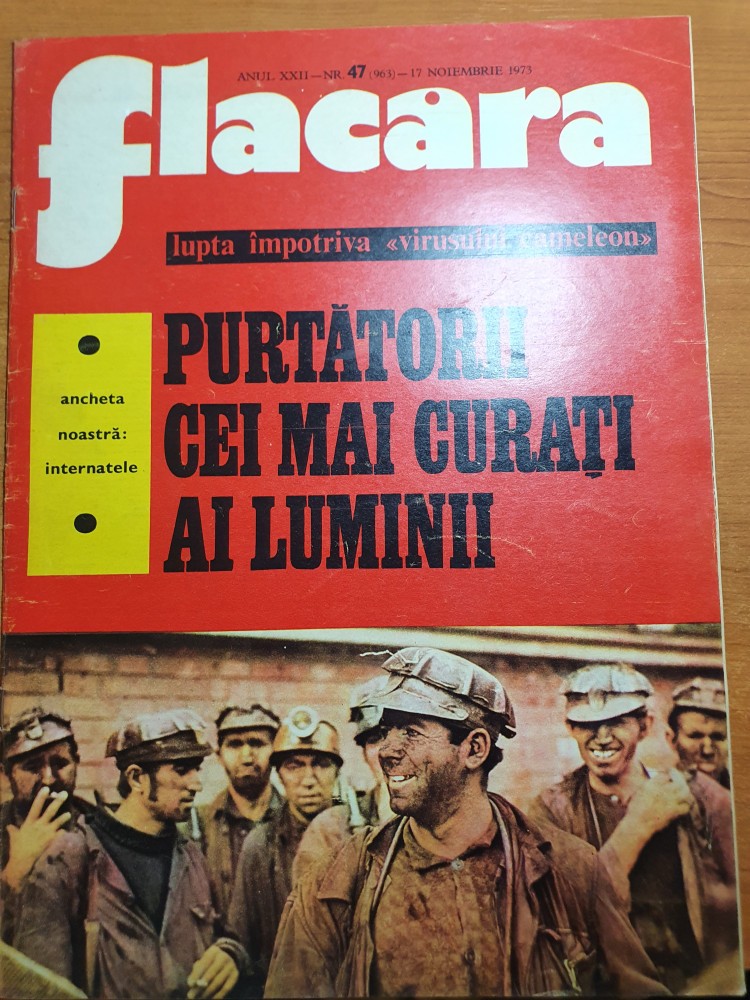 ANUL XXII — NR. 47 (963) — 17 NOIEMBRIE 1973
flacara
lupta împotriva «virusului cameleon»
ancheta
noastră:
internatele
PURTĂTORII
CEI MAI CURAȚI
AI LUMINII